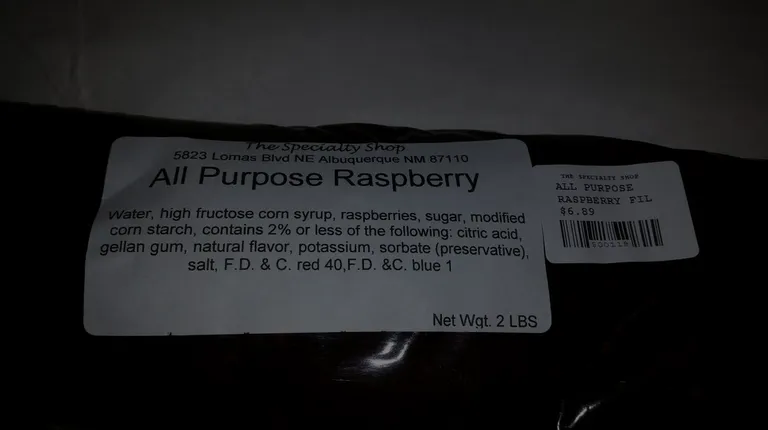 The Specialty Shop
5823 Lomas Blvd NE Albuquerque NM 87110
All Purpose Raspberry
Water, high fructose corn syrup, raspberries, sugar, modified
corn starch, contains 2% or less of the following: citric acid,
gellan gum, natural flavor, potassium, sorbate (preservative),
salt, F.D. & C. red 40,F.D. &C. blue 1
Net Wgt. 2 LBS
THE SPECIALTY SHOP
ALL PURPOSE
RASPBERRY FIL
$6.89